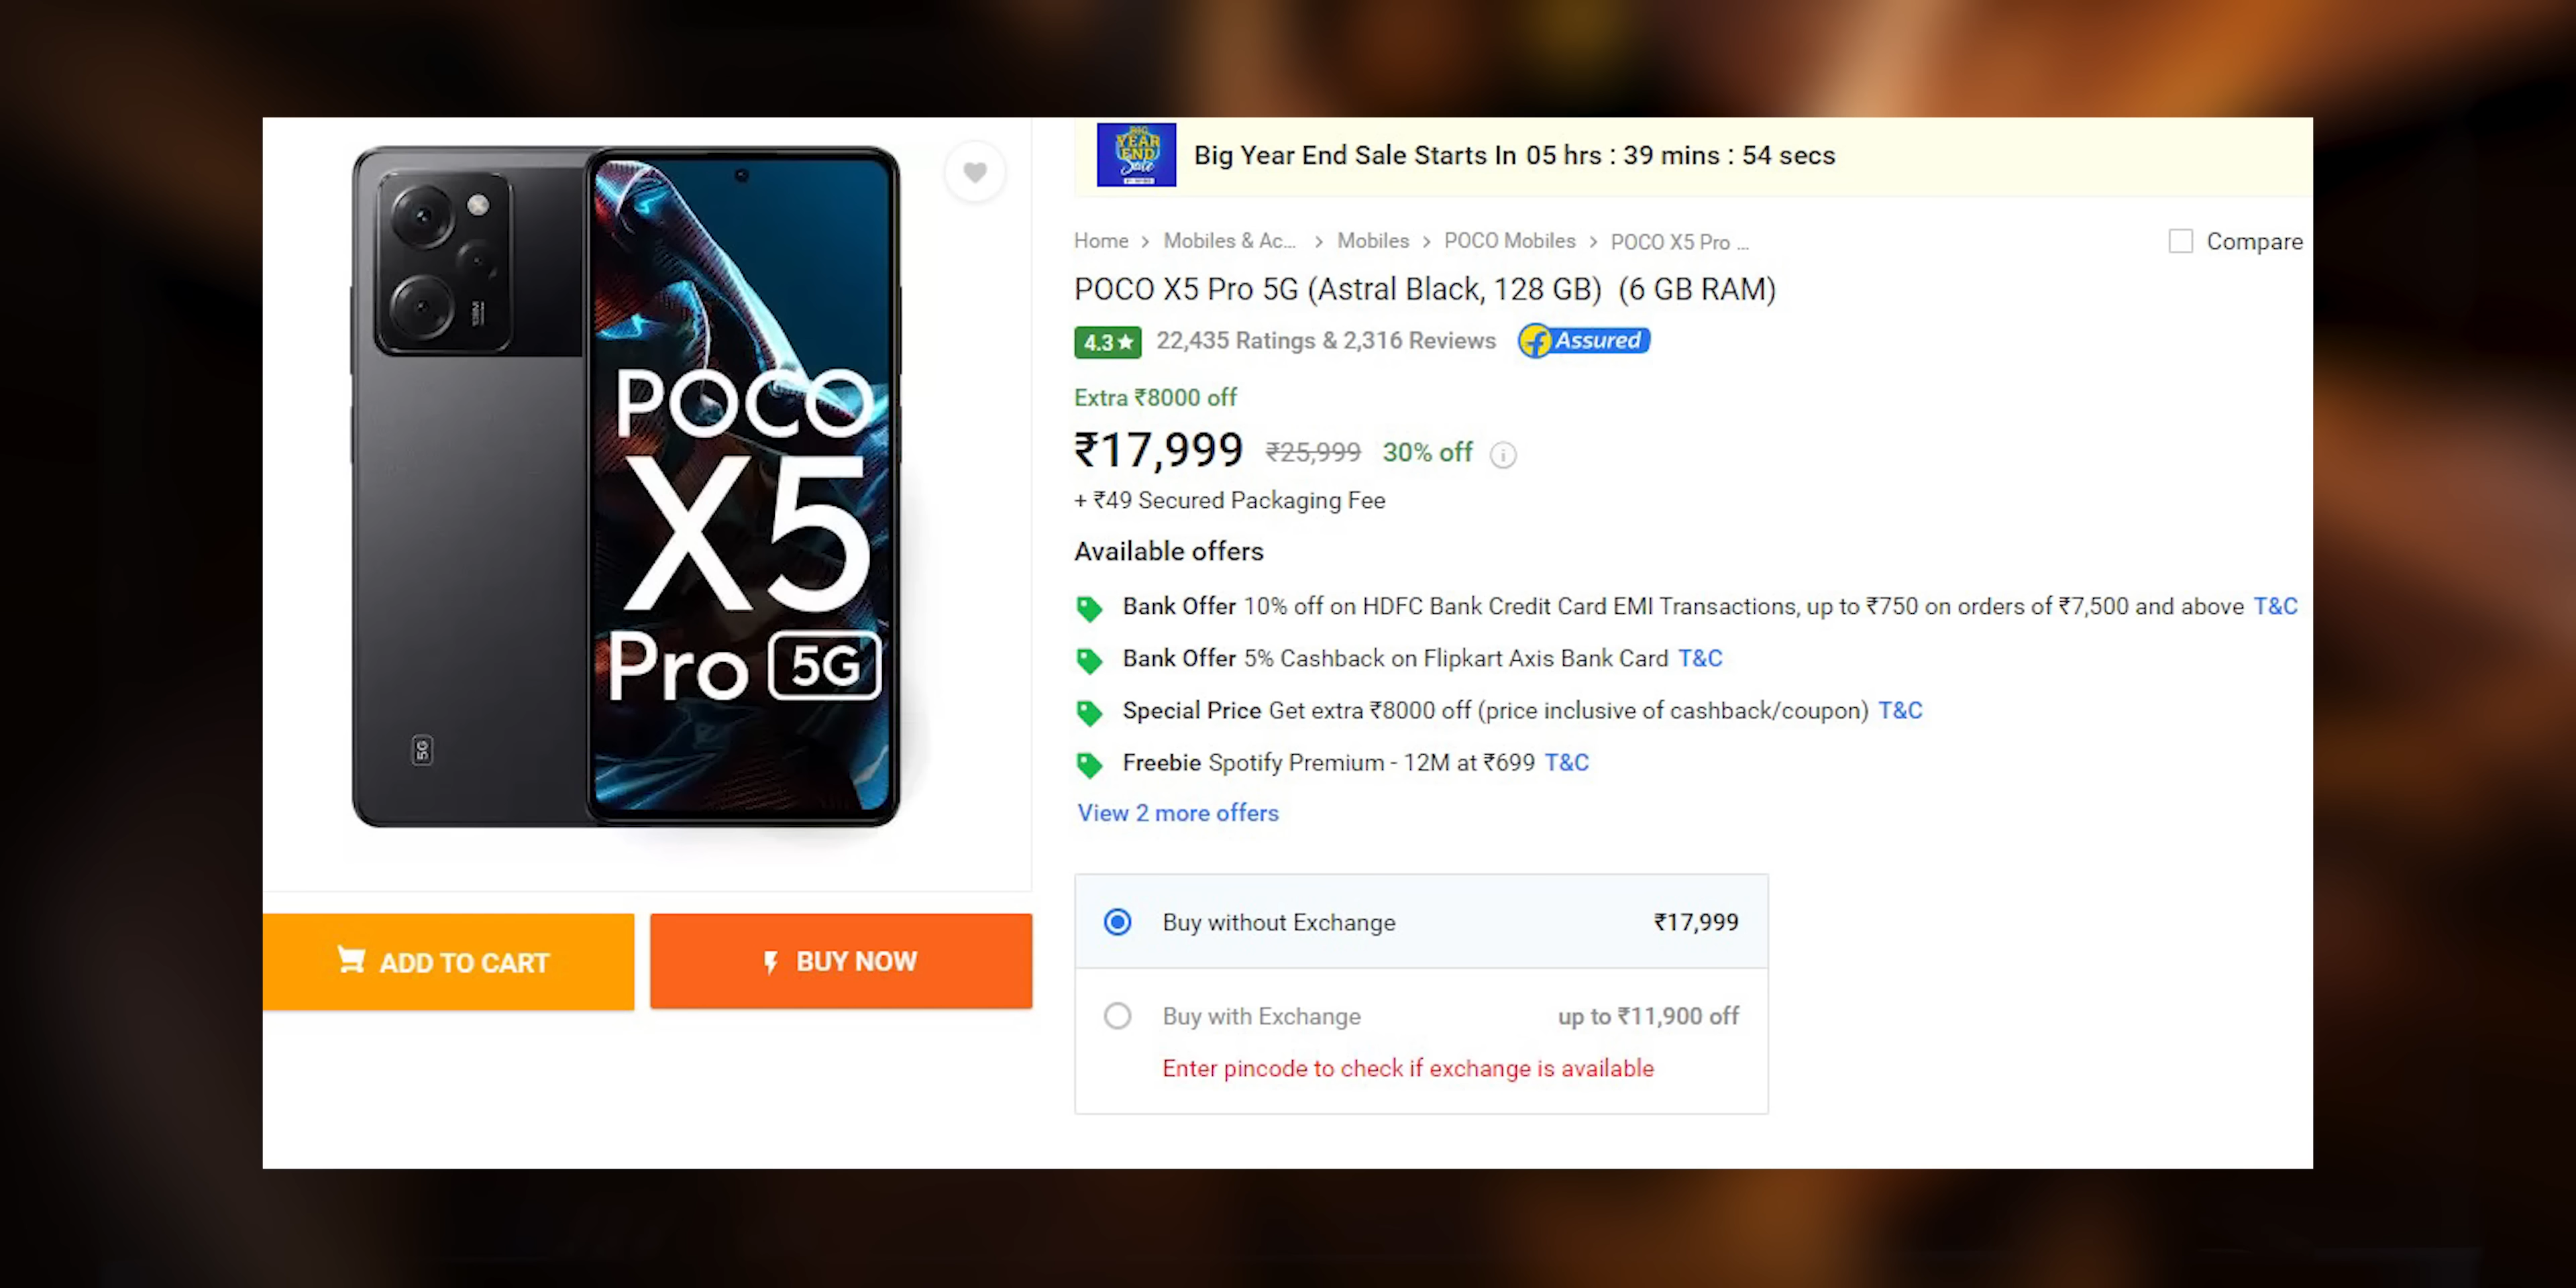 POCO
X5
Pro 5G
5G
ADD TO CART
BUY NOW
BIG
YEAR
END
Sale
Big Year End Sale Starts In 05 hrs : 39 mins : 54 secs
Home > Mobiles & Ac... > Mobiles > POCO Mobiles > POCO X5 Pro ...
Compare
POCO X5 Pro 5G (Astral Black, 128 GB) (6 GB RAM)
4.3★ 22,435 Ratings & 2,316 Reviews Assured
Extra ₹8000 off
₹17,999 ₹25,999 30% off i
+ ₹49 Secured Packaging Fee
Available offers
Bank Offer 10% off on HDFC Bank Credit Card EMI Transactions, up to ₹750 on orders of ₹7,500 and above T&C
Bank Offer 5% Cashback on Flipkart Axis Bank Card T&C
Special Price Get extra ₹8000 off (price inclusive of cashback/coupon) T&C
Freebie Spotify Premium - 12M at ₹699 T&C
View 2 more offers
Buy without Exchange ₹17,999
Buy with Exchange up to ₹11,900 off
Enter pincode to check if exchange is available